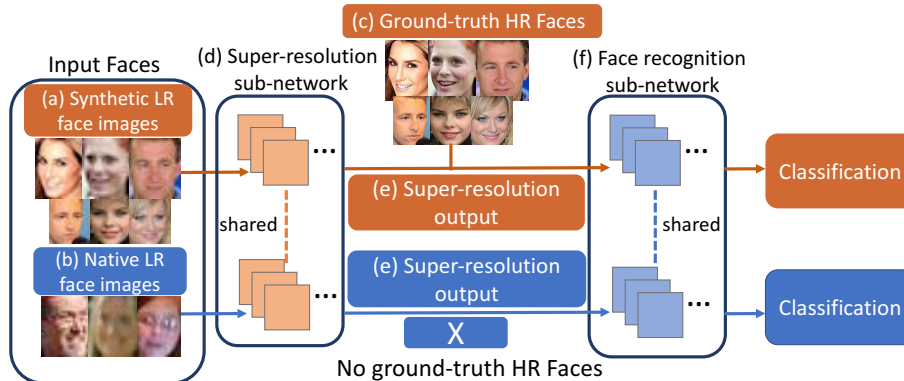 (c) Ground-truth HR Faces
Input Faces
(d) Super-resolution
sub-network
(f) Face recognition
sub-network
(a) Synthetic LR
face images
...
...
Classification
(e) Super-resolution
output
shared
shared
(b) Native LR
face images
(e) Super-resolution
output
...
...
Classification
X
No ground-truth HR Faces